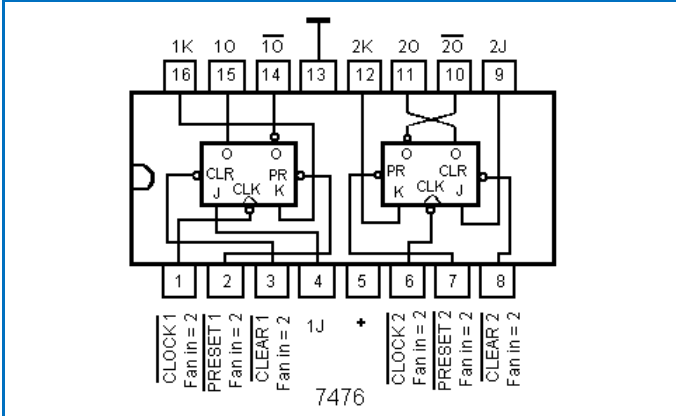 1K 1O 1O 2K 2O 2O 2J
16 15 14 13 12 11 10 9
O O O O
CLR PR PR CLR
J CLK K K CLK J
1 2 3 4 5 6 7 8
CLOCK 1 Fan in = 2
PRESET 1 Fan in = 2
CLEAR 1 Fan in = 2
1J
+
CLOCK 2 Fan in = 2
PRESET 2 Fan in = 2
CLEAR 2 Fan in = 2
7476